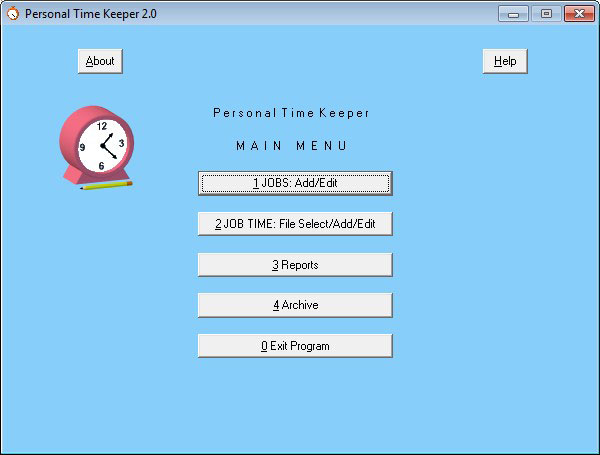 Personal Time Keeper 2.0
About
Help
Personal Time Keeper
MAIN MENU
12
9
3
6
1 JOBS: Add/Edit
2 JOB TIME: File Select/Add/Edit
3 Reports
4 Archive
0 Exit Program